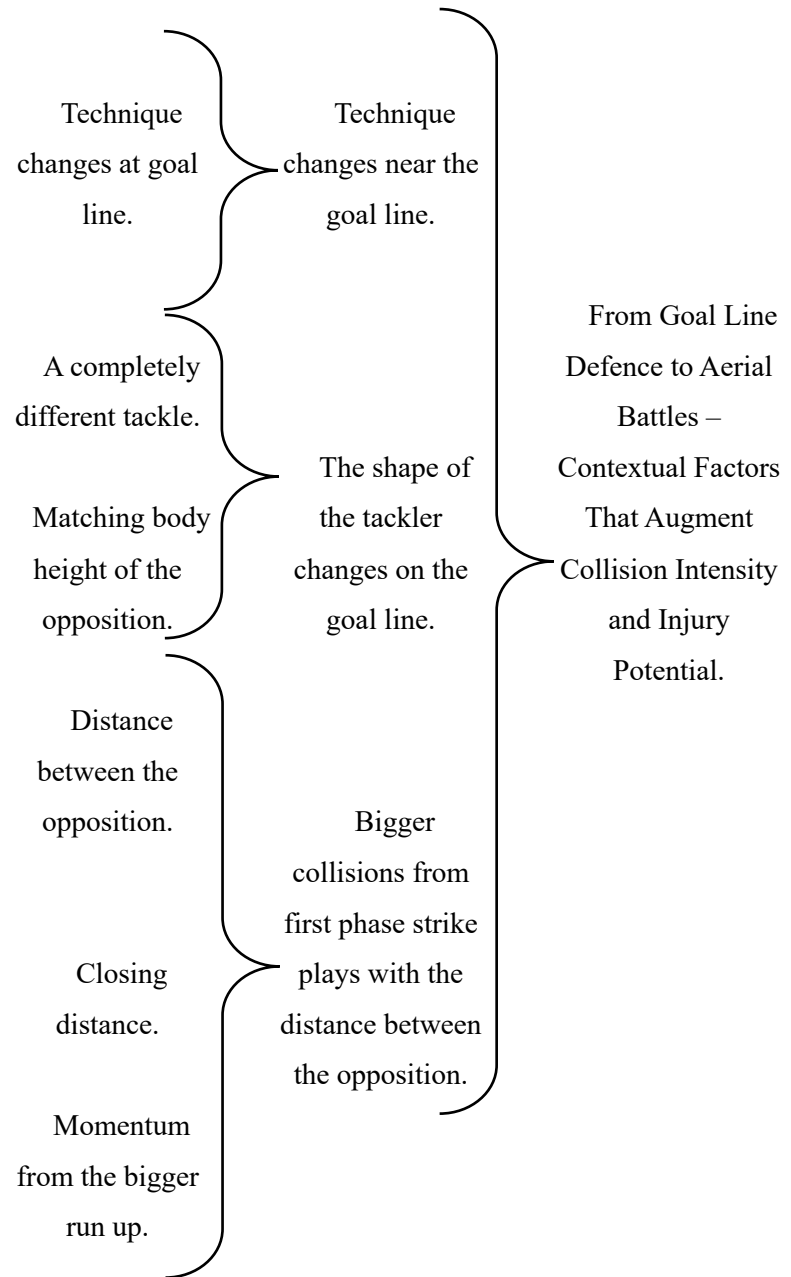 Technique
changes at goal
line.
A completely
different tackle.
Matching body
height of the
opposition.
Distance
between the
opposition.
Closing
distance.
Momentum
from the bigger
run up.
Technique
changes near the
goal line.
The shape of
the tackler
changes on the
goal line.
Bigger
collisions from
first phase strike
plays with the
distance between
the opposition.
From Goal Line
Defence to Aerial
Battles –
Contextual Factors
That Augment
Collision Intensity
and Injury
Potential.